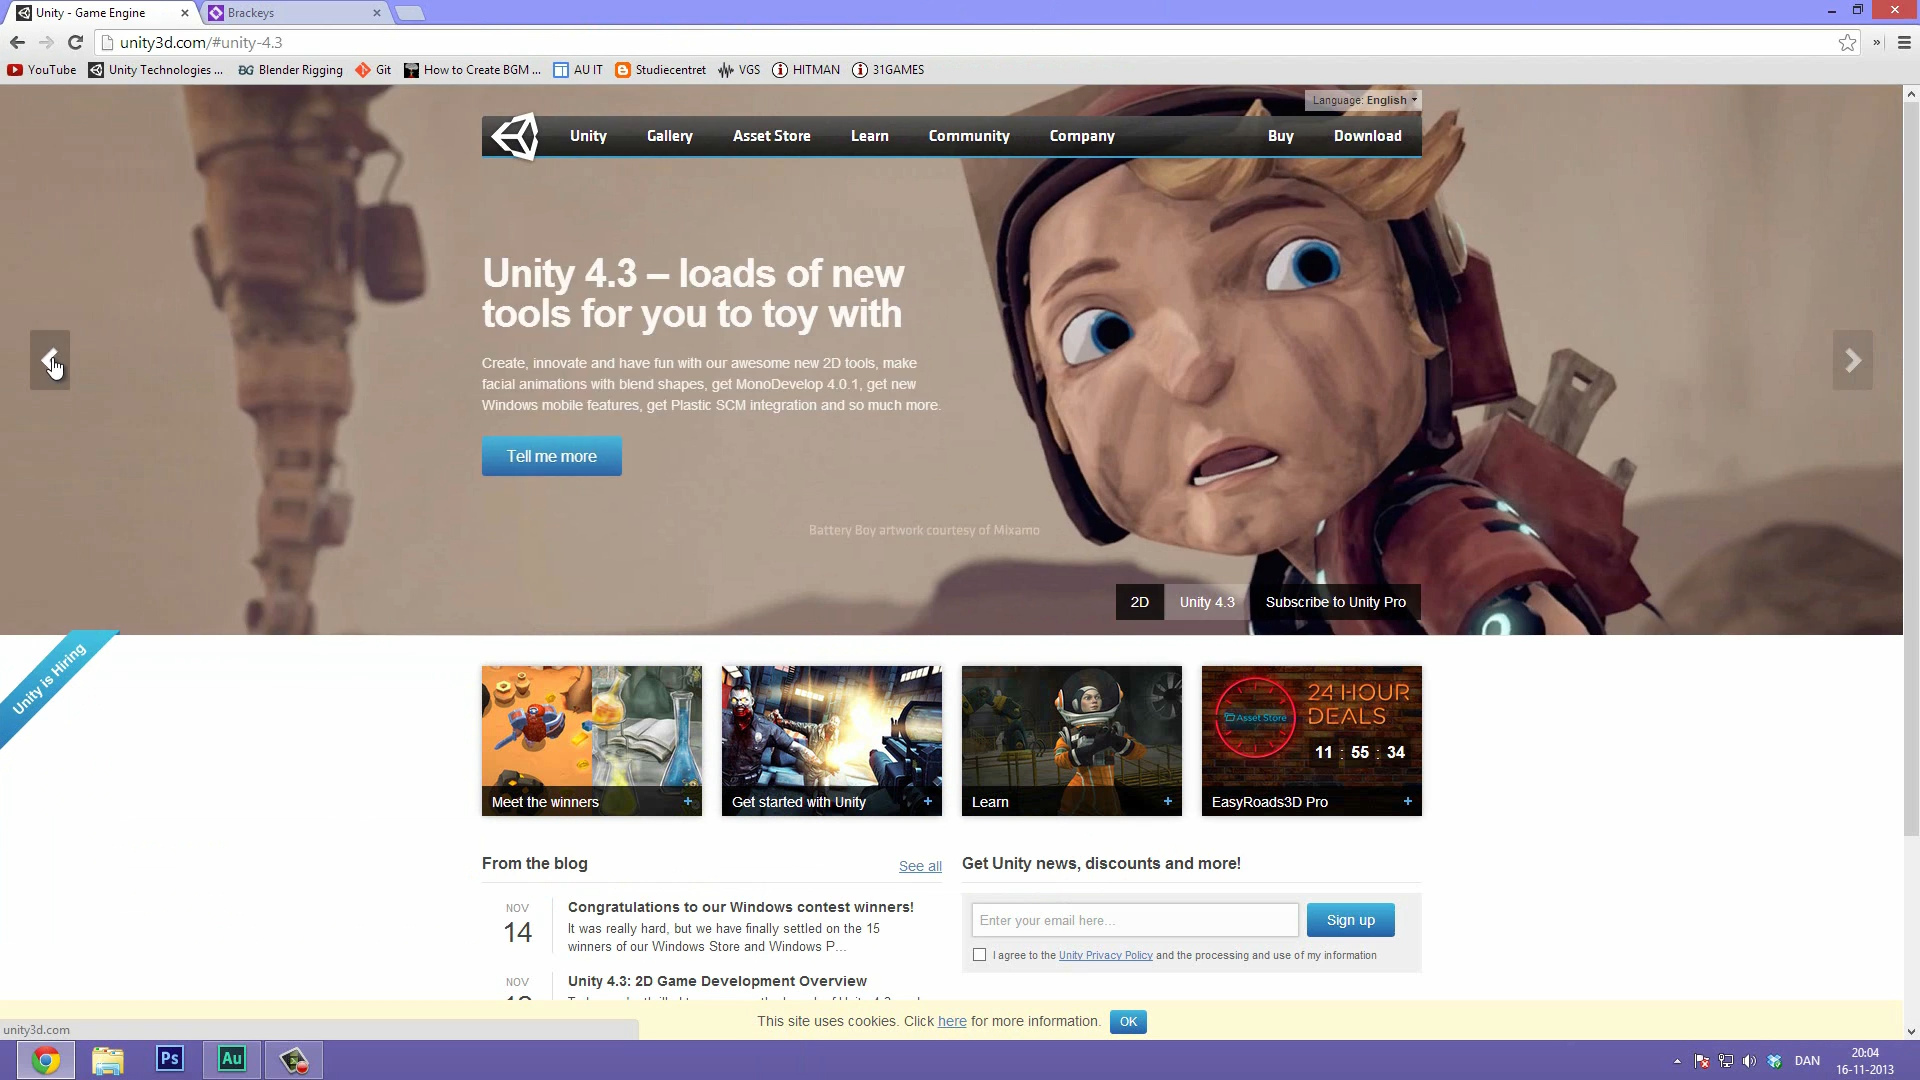 Unity - Game Engine
Brackeys
unity3d.com/#unity-4.3
YouTube
Unity Technologies ...
BG Blender Rigging
Git
How to Create BGM ...
AU IT
Studiecentret
VGS
HITMAN
31GAMES
Language: English
Unity
Gallery
Asset Store
Learn
Community
Company
Buy
Download
Unity 4.3 – loads of new
tools for you to toy with
Create, innovate and have fun with our awesome new 2D tools, make
facial animations with blend shapes, get MonoDevelop 4.0.1, get new
Windows mobile features, get Plastic SCM integration and so much more.
Tell me more
Battery Boy artwork courtesy of Mixamo
2D
Unity 4.3
Subscribe to Unity Pro
Unity is Hiring
Meet the winners +
Get started with Unity +
Learn +
24 HOUR
DEALS
Asset Store
11 : 55 : 34
EasyRoads3D Pro +
From the blog
See all
NOV
14
Congratulations to our Windows contest winners!
It was really hard, but we have finally settled on the 15
winners of our Windows Store and Windows P...
NOV
Unity 4.3: 2D Game Development Overview
Get Unity news, discounts and more!
Enter your email here...
Sign up
I agree to the Unity Privacy Policy and the processing and use of my information
This site uses cookies. Click here for more information.
OK
unity3d.com
Ps
Au
DAN
20:04
16-11-2013